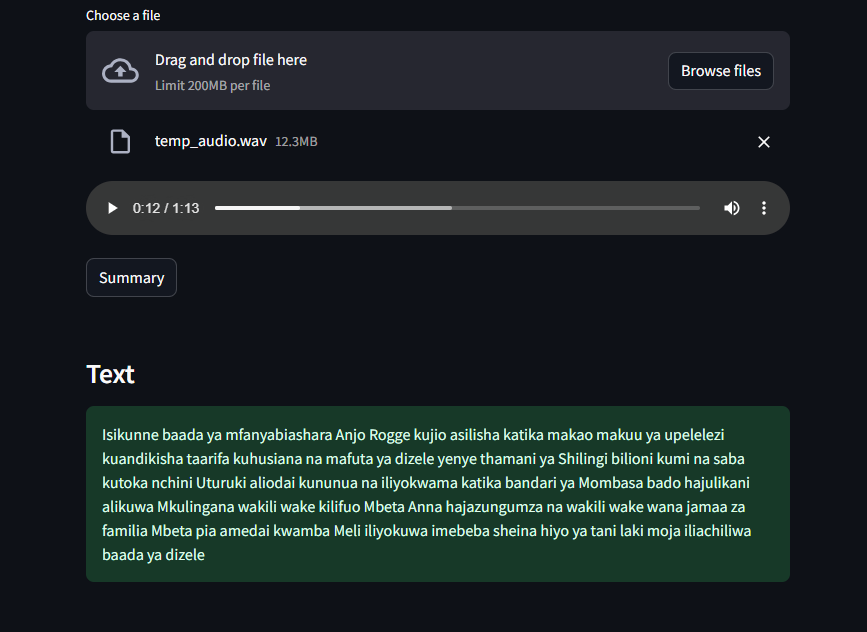 Choose a file
Drag and drop file here
Limit 200MB per file
Browse files
temp_audio.wav 12.3MB
0:12 / 1:13
Summary
Text
Isikunne baada ya mfanyabiashara Anjo Rogge kujio asilisha katika makao makuu ya upelelezi
kuandikisha taarifa kuhusiana na mafuta ya dizele yenye thamani ya Shilingi bilioni kumi na saba
kutoka nchini Uturuki aliodai kununua na iliyokwama katika bandari ya Mombasa bado hajulikani
alikuwa Mkulingana wakili wake kilifuo Mbeta Anna hajazungumza na wakili wake wana jamaa za
familia Mbeta pia amedai kwamba Meli iliyokuwa imebeba sheina hiyo ya tani laki moja iliachiliwa
baada ya dizele